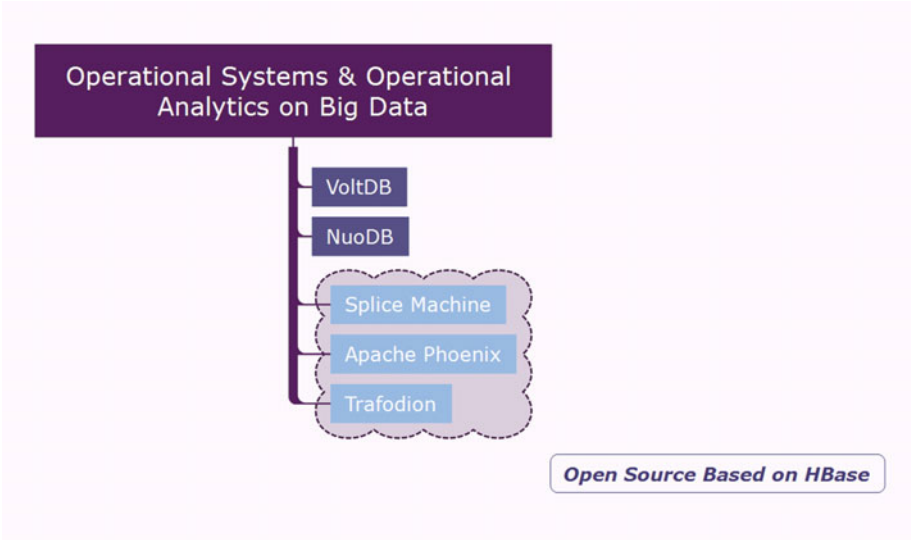 Operational Systems & Operational
Analytics on Big Data
VoltDB
NuoDB
Splice Machine
Apache Phoenix
Trafodion
Open Source Based on HBase